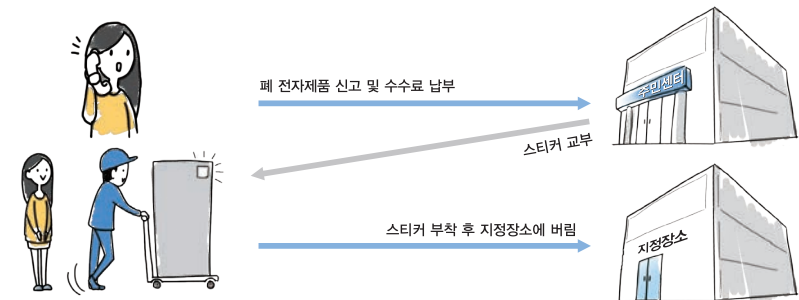 폐 전자제품 신고 및 수수료 납부
주민센터
스티커 교부
스티커 부착 후 지정장소에 버림
지정장소